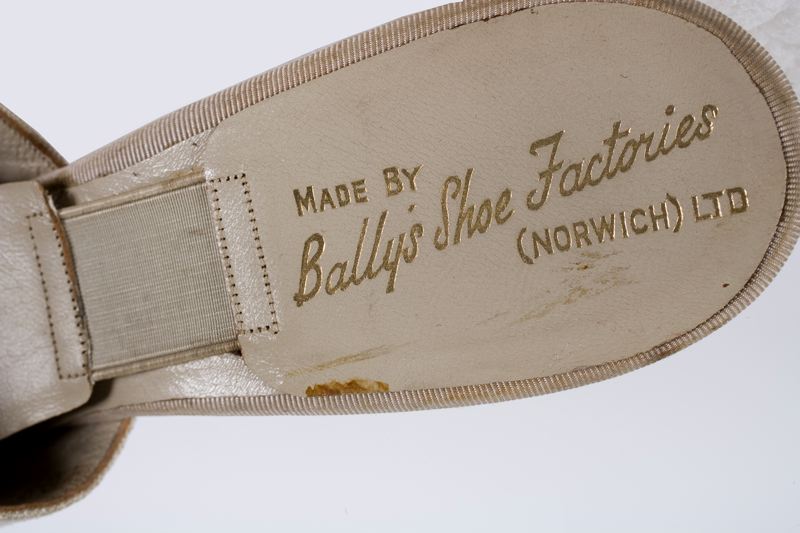 MADE BY
Bally's Shoe Factories
(NORWICH) LTD